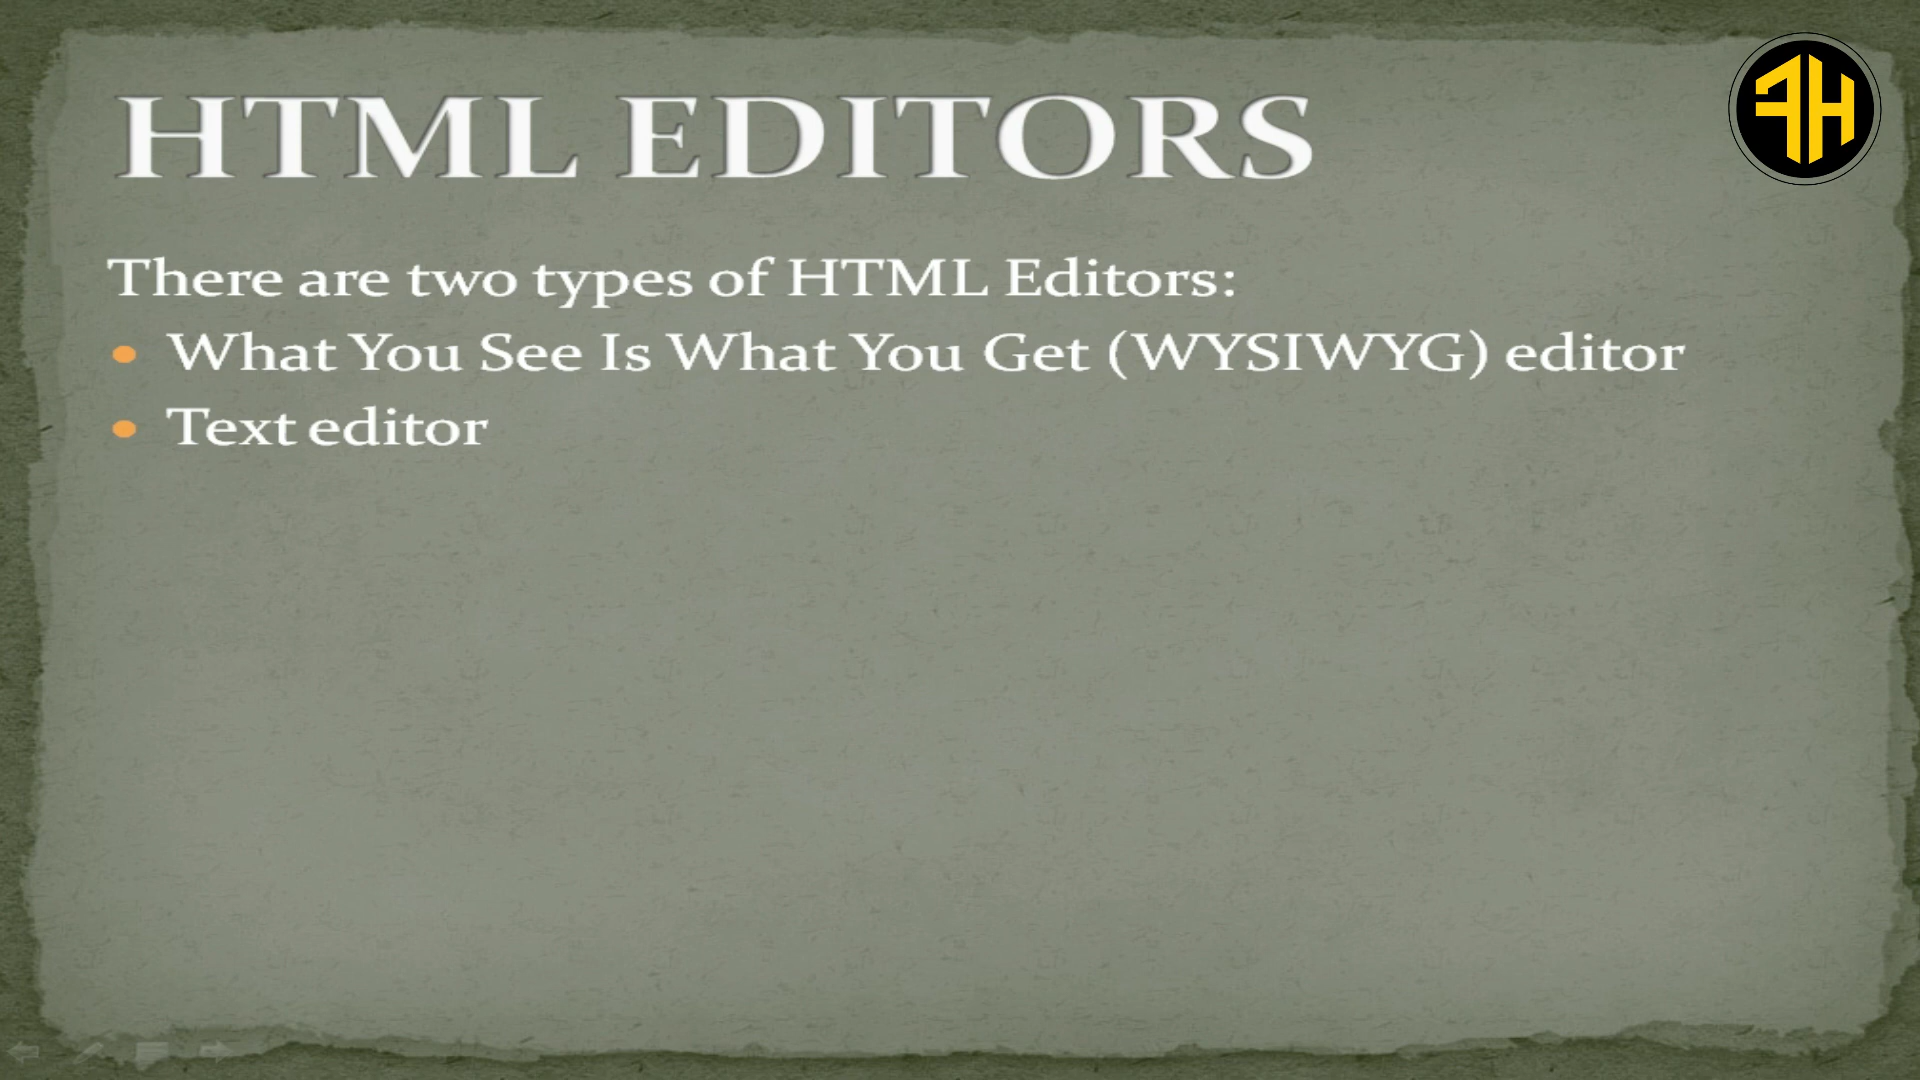 HTML EDITORS
There are two types of HTML Editors:
What You See Is What You Get (WYSIWYG) editor
Text editor
FH